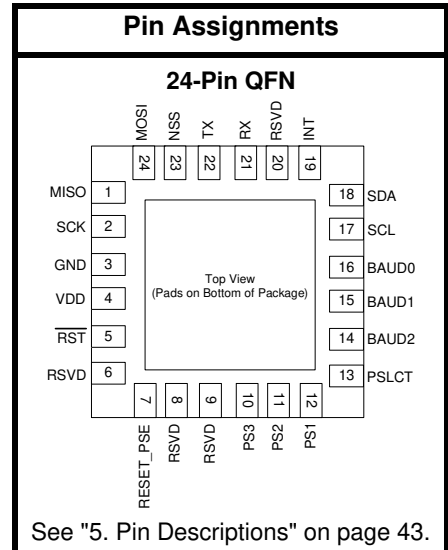 Pin Assignments
24-Pin QFN
MOSI
NSS
TX
RX
RSVD
INT
24
23
22
21
20
19
MISO 1
SCK 2
GND 3
VDD 4
RST 5
RSVD 6
18 SDA
17 SCL
16 BAUD0
15 BAUD1
14 BAUD2
13 PSLCT
Top View
(Pads on Bottom of Package)
7
8
9
10
11
12
RESET_PSE
RSVD
RSVD
PS3
PS2
PS1
See "5. Pin Descriptions" on page 43.